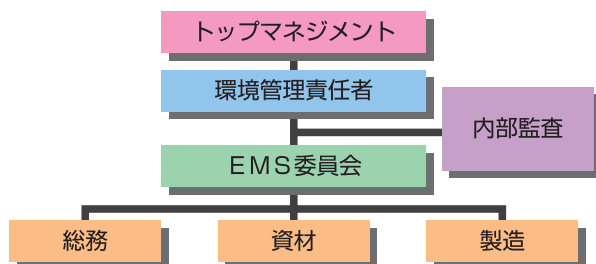 トップマネジメント
環境管理責任者
内部監査
ＥＭＳ委員会
総務
資材
製造